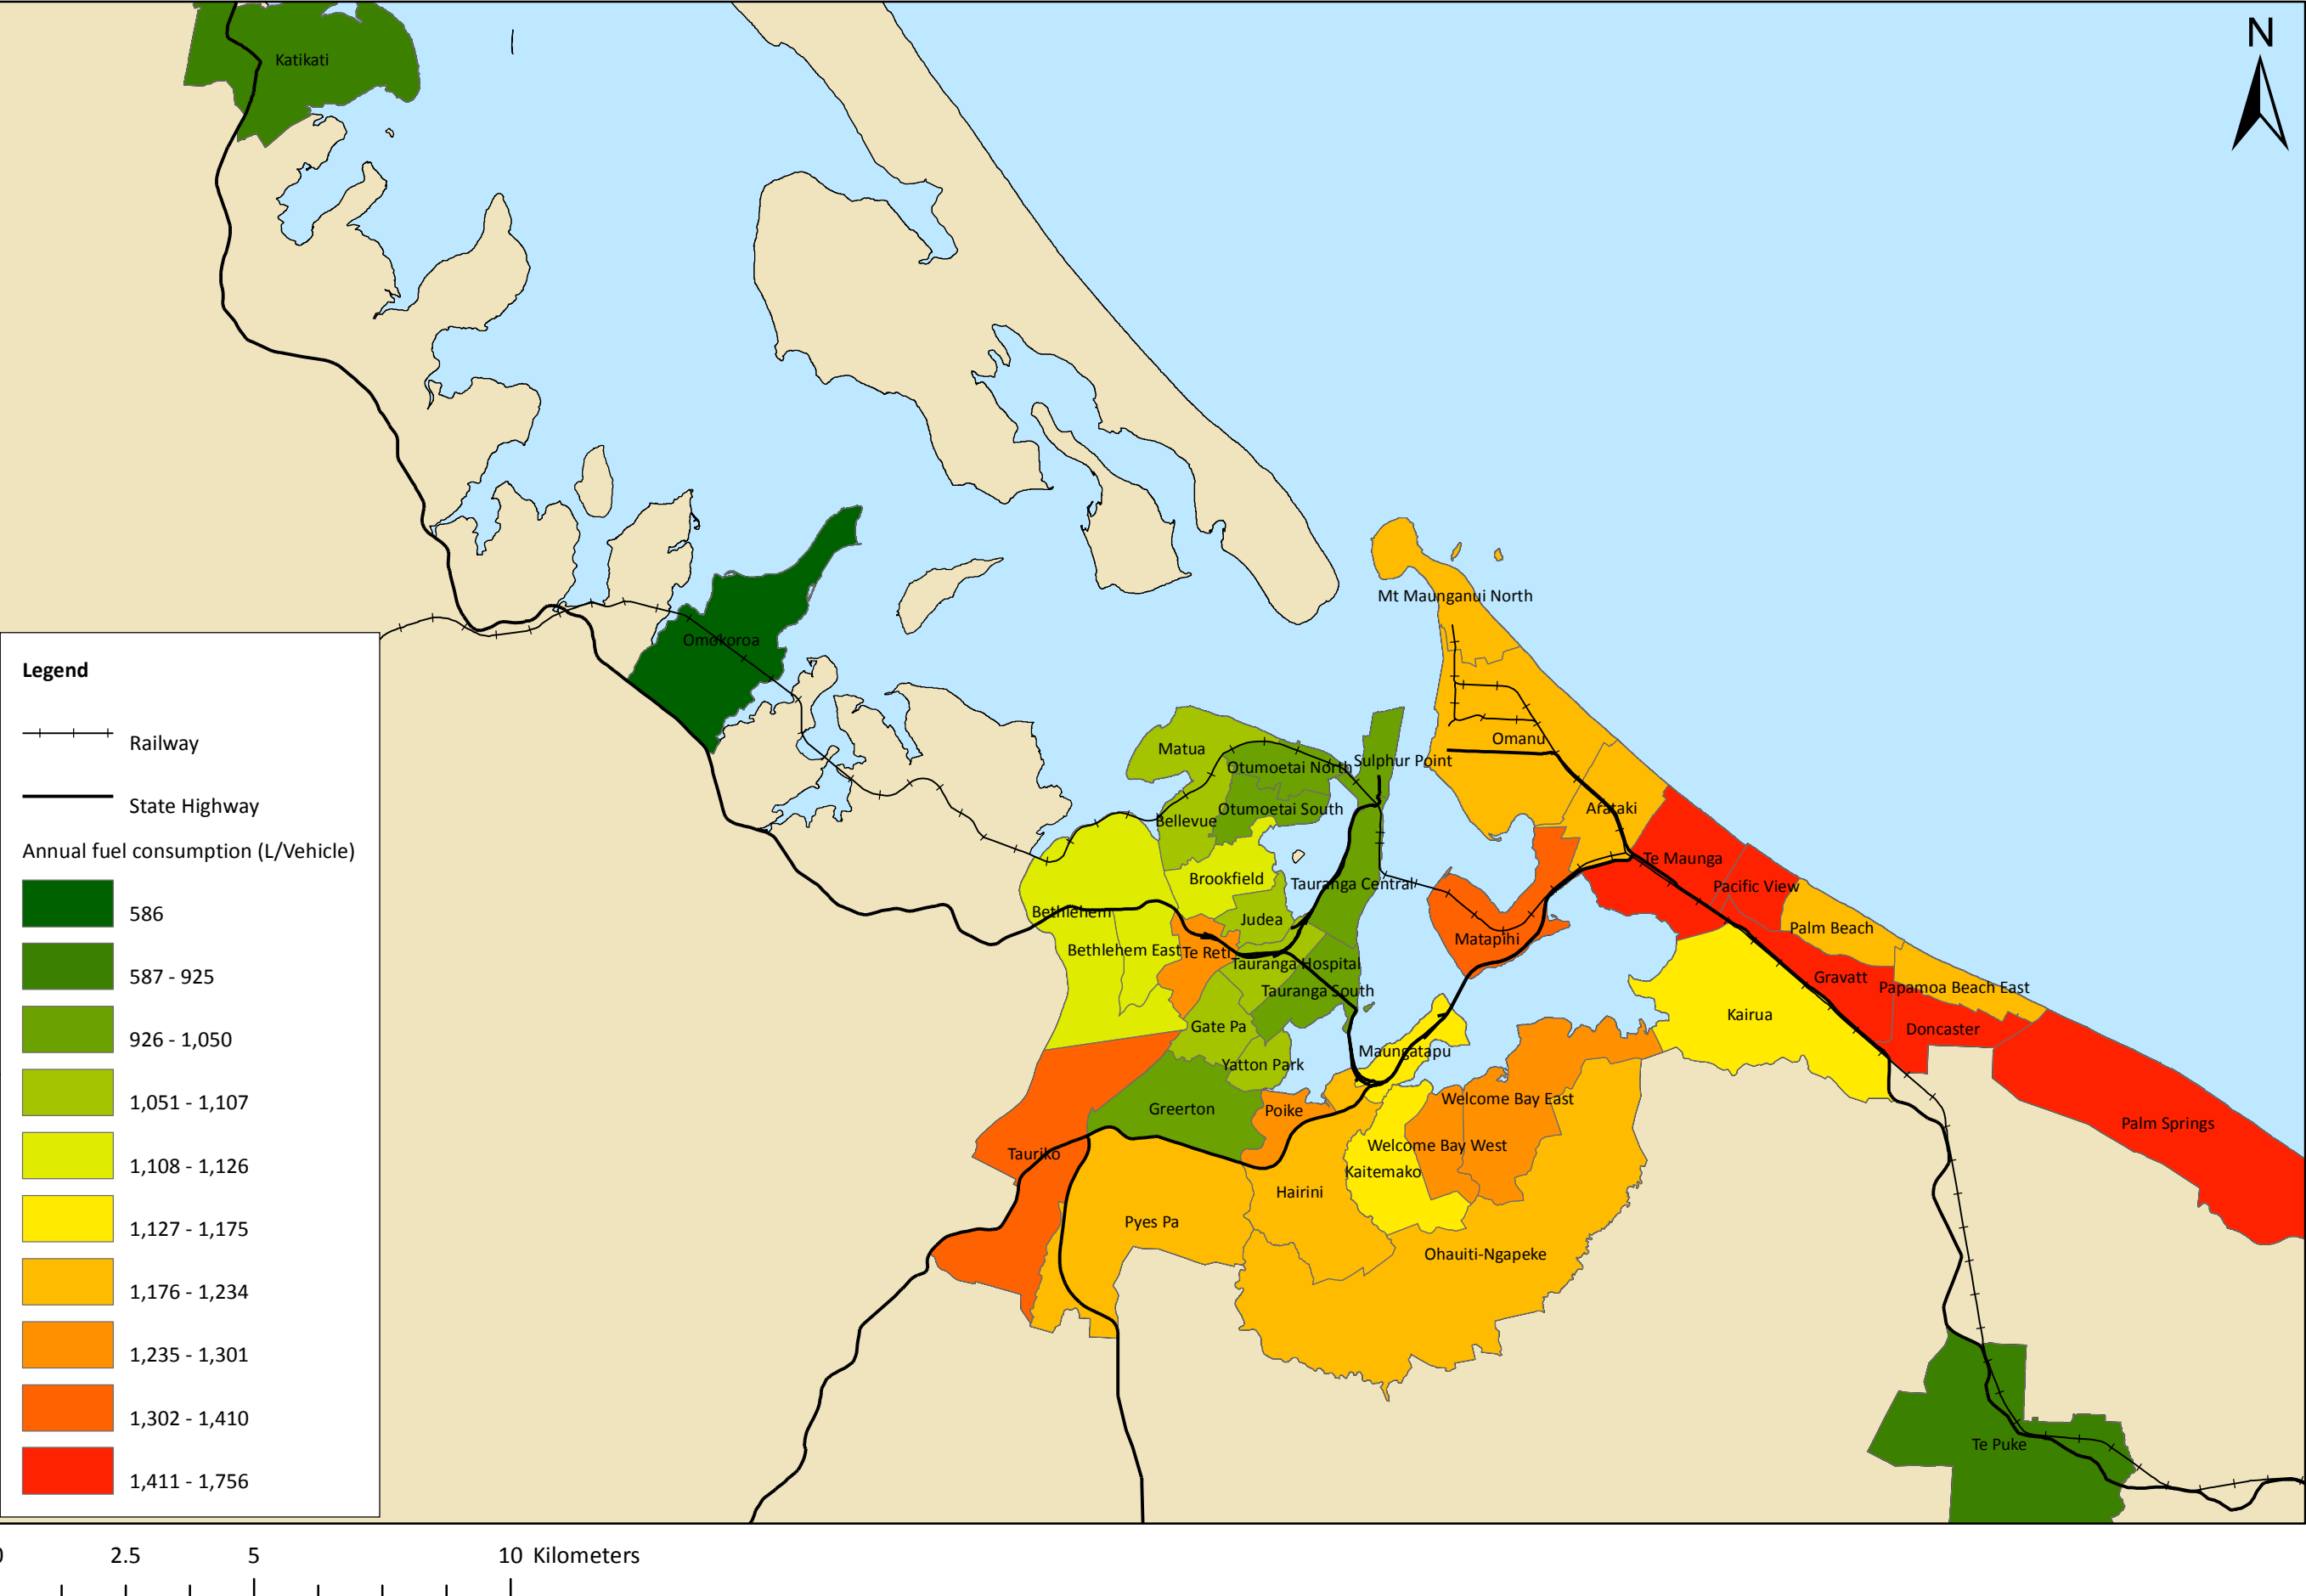 N
Katikati
Mt Maunganui North
Omokoroa
Omanu
Matua
Sulphur Point
Otumoetai North
Otumoetai South
Arataki
Bellevue
Te Maunga
Brookfield
Tauranga Central
Pacific View
Bethlehem
Judea
Palm Beach
Matapihi
Bethlehem East
Te Reti
Tauranga Hospital
Gravatt
Papamoa Beach East
Tauranga South
Kairua
Gate Pa
Doncaster
Maungatapu
Yatton Park
Welcome Bay East
Greerton
Poike
Palm Springs
Welcome Bay West
Tauriko
Kaitemako
Hairini
Pyes Pa
Ohauiti-Ngapeke
Te Puke
Legend
Railway
State Highway
Annual fuel consumption (L/Vehicle)
586
587 - 925
926 - 1,050
1,051 - 1,107
1,108 - 1,126
1,127 - 1,175
1,176 - 1,234
1,235 - 1,301
1,302 - 1,410
1,411 - 1,756
0 2.5 5 10 Kilometers